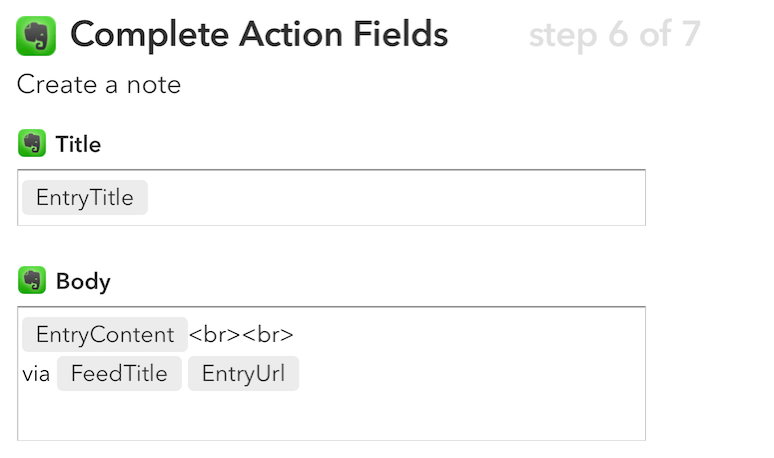 Complete Action Fields step 6 of 7
Create a note
Title
EntryTitle
Body
EntryContent <br><br>
via FeedTitle EntryUrl